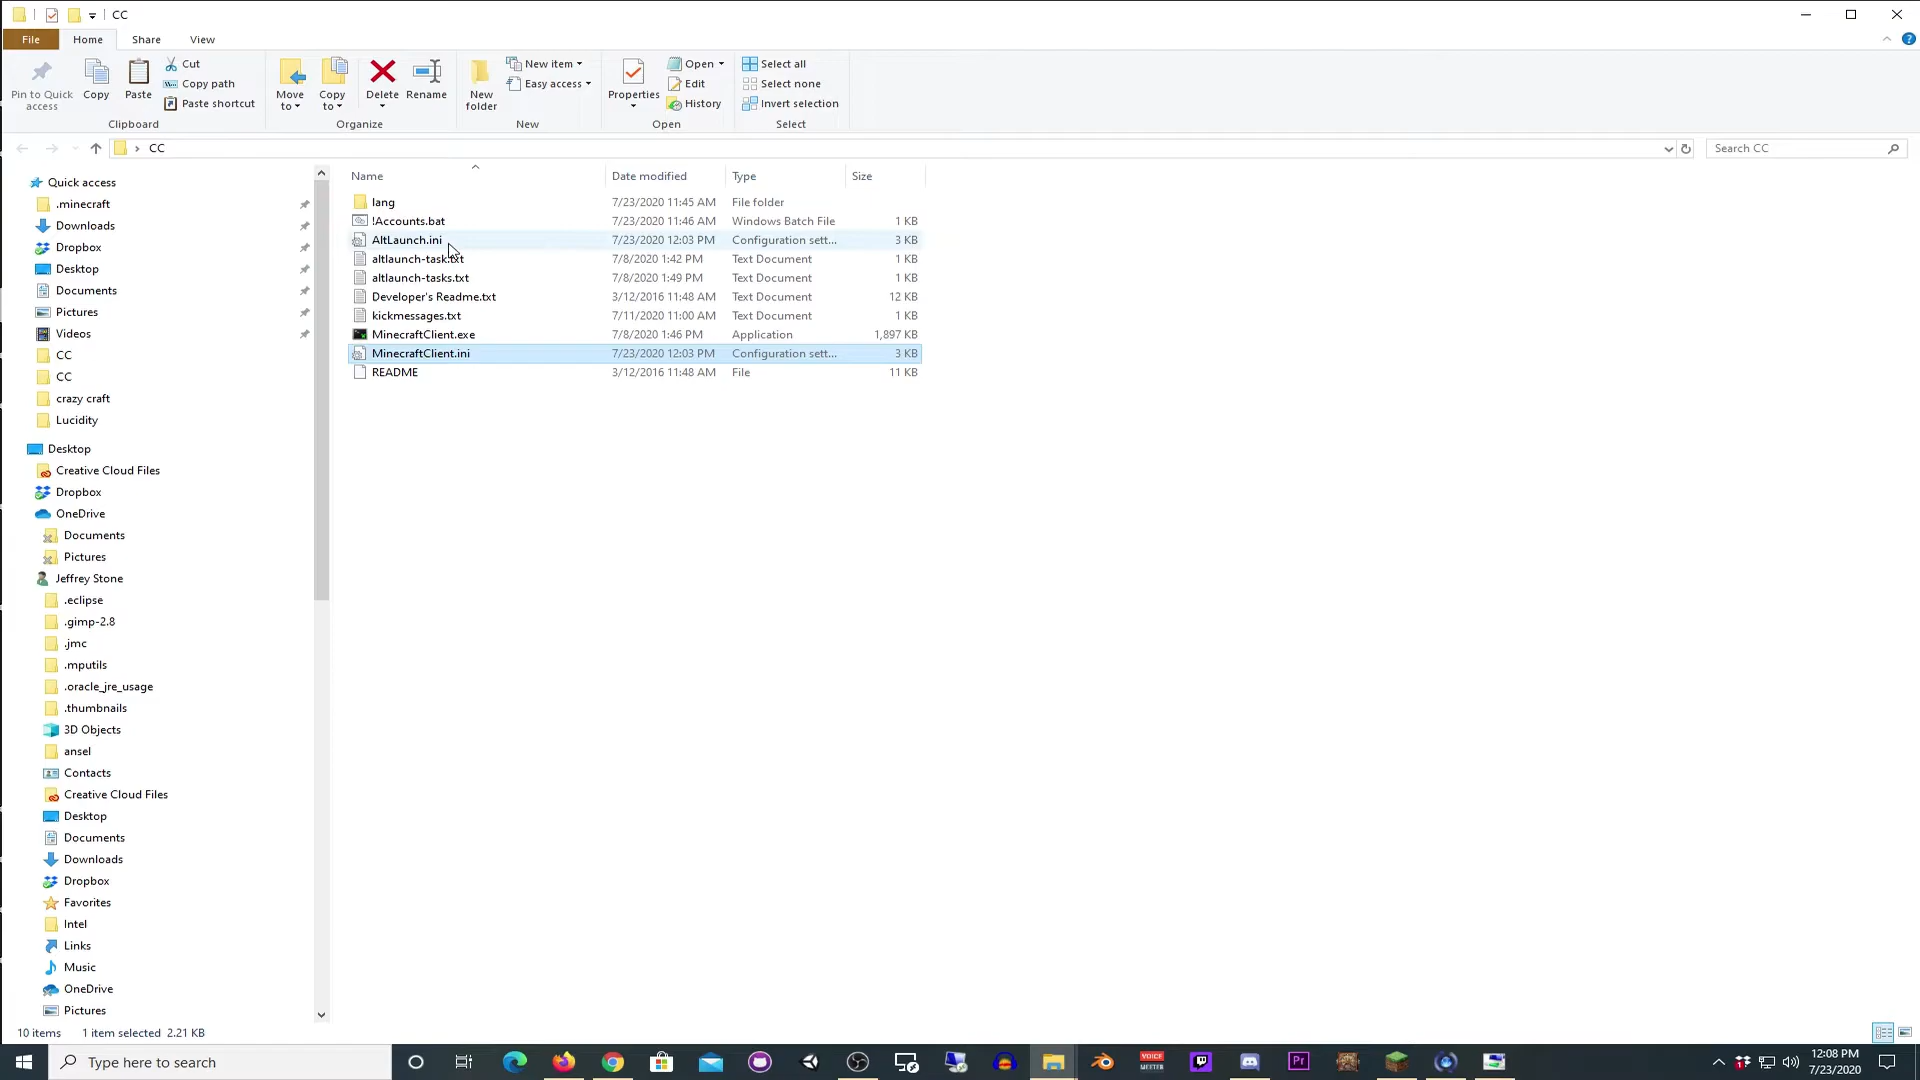 CC
File Home Share View
Pin to Quick access
Copy
Paste
Cut
Copy path
Paste shortcut
Clipboard
Move to
Copy to
Delete
Rename
Organize
New folder
New item
Easy access
New
Properties
Open
Edit
History
Open
Select all
Select none
Invert selection
Select
CC
Search CC
Quick access
.minecraft
Downloads
Dropbox
Desktop
Documents
Pictures
Videos
CC
CC
crazy craft
Lucidity
Desktop
Creative Cloud Files
Dropbox
OneDrive
Documents
Pictures
Jeffrey Stone
.eclipse
.gimp-2.8
.jmc
.mputils
.oracle_jre_usage
.thumbnails
3D Objects
ansel
Contacts
Creative Cloud Files
Desktop
Documents
Downloads
Dropbox
Favorites
Intel
Links
Music
OneDrive
Pictures
Name Date modified Type Size
lang 7/23/2020 11:45 AM File folder
!Accounts.bat 7/23/2020 11:46 AM Windows Batch File 1 KB
AltLaunch.ini 7/23/2020 12:03 PM Configuration sett... 3 KB
altlaunch-task.txt 7/8/2020 1:42 PM Text Document 1 KB
altlaunch-tasks.txt 7/8/2020 1:49 PM Text Document 1 KB
Developer's Readme.txt 3/12/2016 11:48 AM Text Document 12 KB
kickmessages.txt 7/11/2020 11:00 AM Text Document 1 KB
MinecraftClient.exe 7/8/2020 1:46 PM Application 1,897 KB
MinecraftClient.ini 7/23/2020 12:03 PM Configuration sett... 3 KB
README 3/12/2016 11:48 AM File 11 KB
10 items 1 item selected 2.21 KB
Type here to search
VOICE MEETER
Pr
12:08 PM
7/23/2020